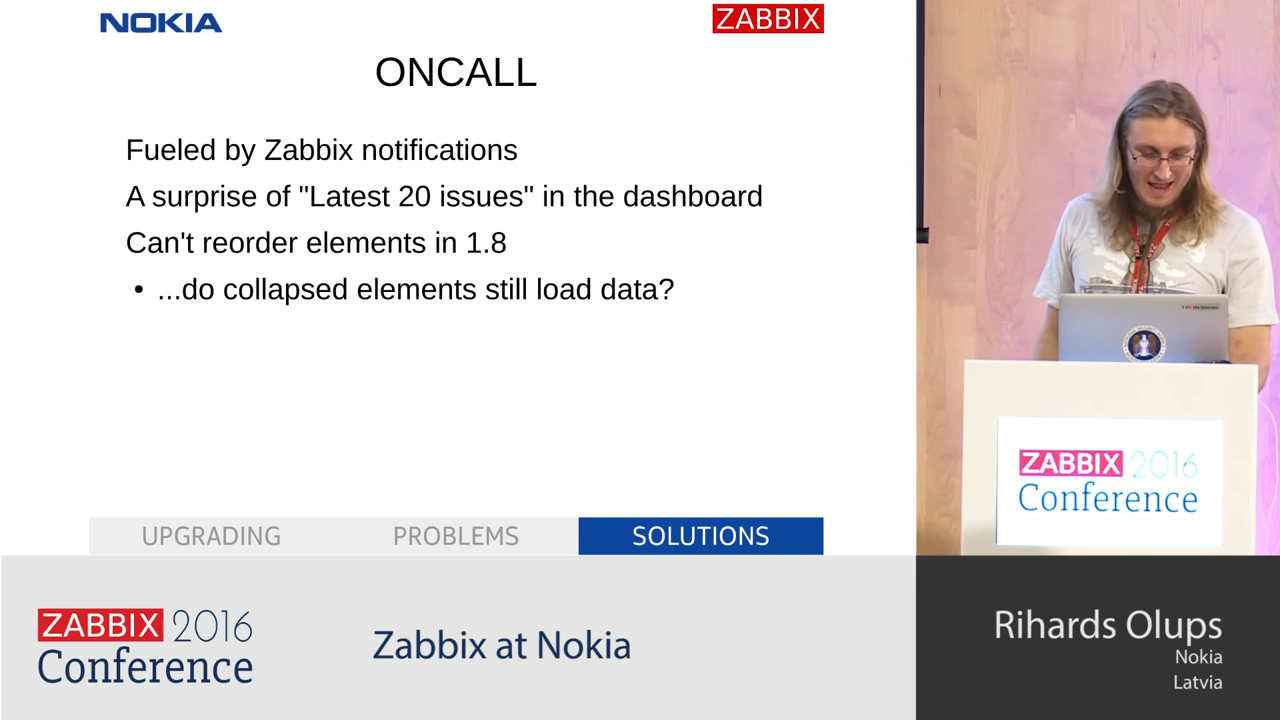 NOKIA
ZABBIX
ONCALL
Fueled by Zabbix notifications
A surprise of "Latest 20 issues" in the dashboard
Can't reorder elements in 1.8
• ...do collapsed elements still load data?
UPGRADING
PROBLEMS
SOLUTIONS
ZABBIX 2016
Conference
ZABBIX 2016
Conference
Zabbix at Nokia
Rihards Olups
Nokia
Latvia